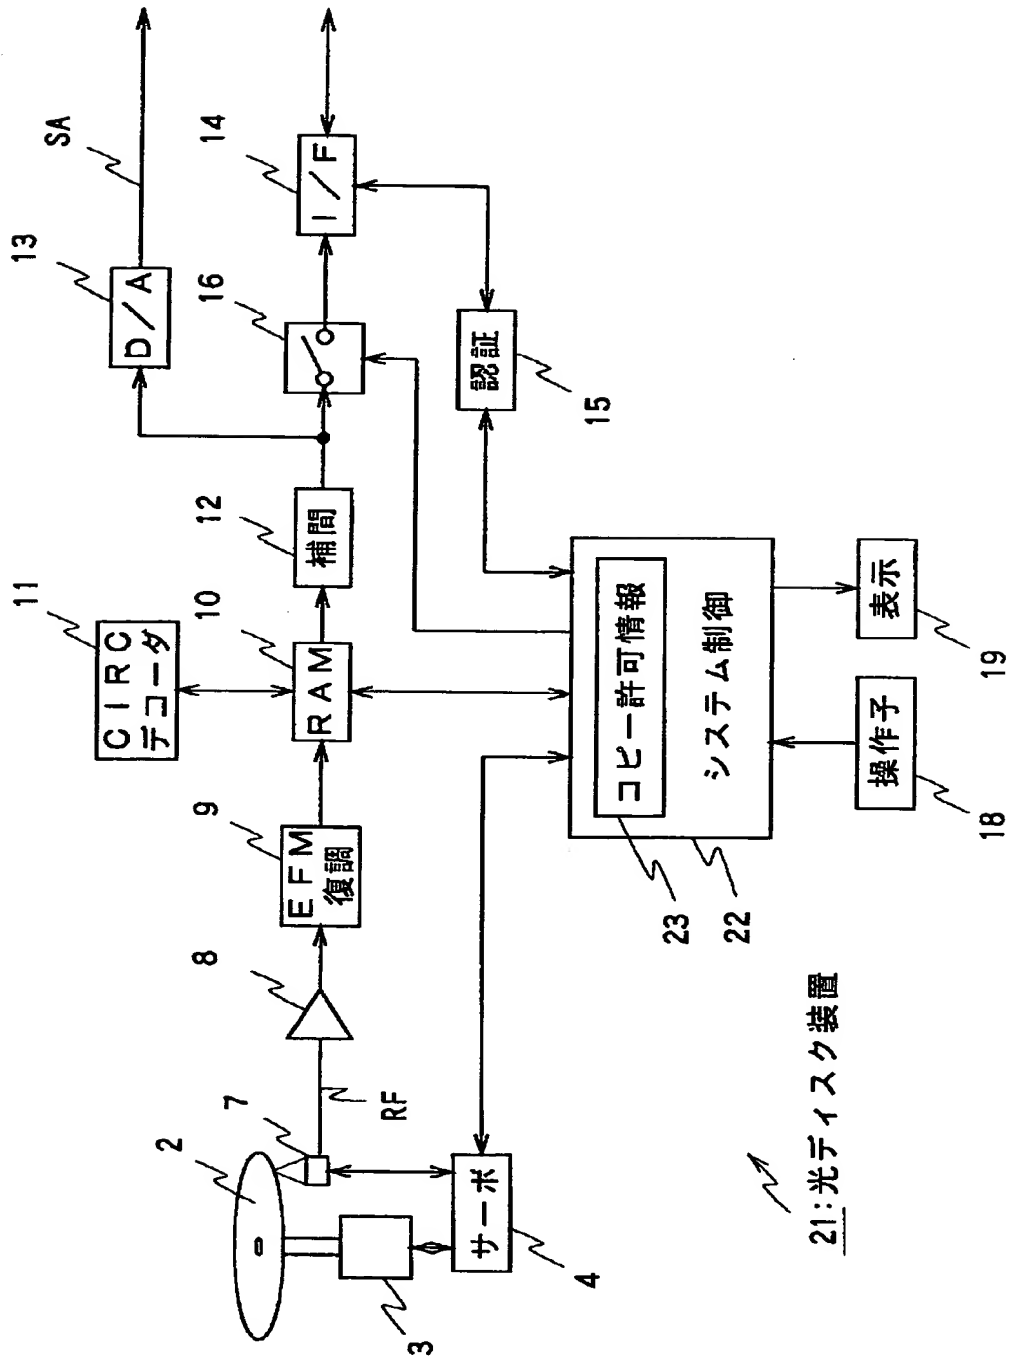 2
3
7
RF
サーボ
4
8
EFM
復調
9
CIRC
デコーダ
11
RAM
10
補間
12
D/A
13
SA
16
I/F
14
認証
15
コピー許可情報
システム制御
23
22
操作子
18
表示
19
21:光ディスク装置